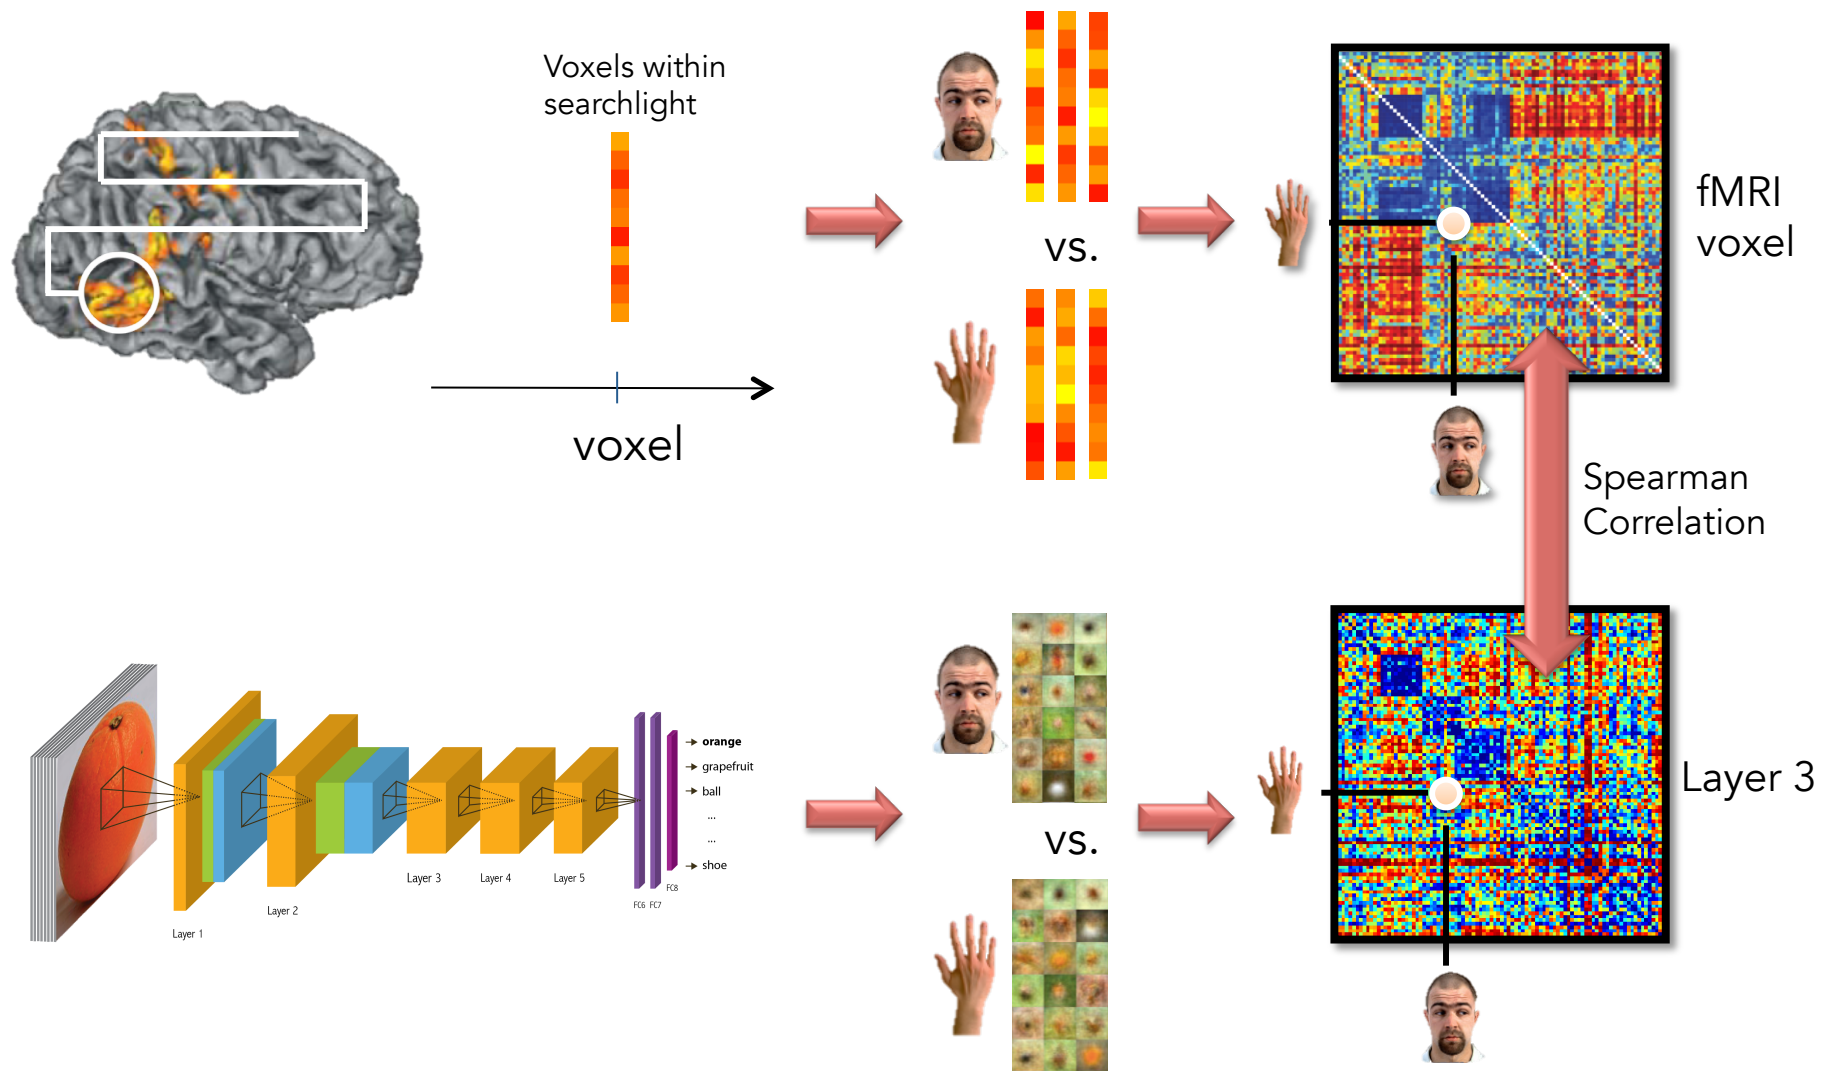 Voxels within
searchlight
voxel
vs.
fMRI
voxel
Spearman
Correlation
Layer 1
Layer 2
Layer 3
Layer 4
Layer 5
FC6
FC7
FC8
orange
grapefruit
ball
...
...
shoe
vs.
Layer 3